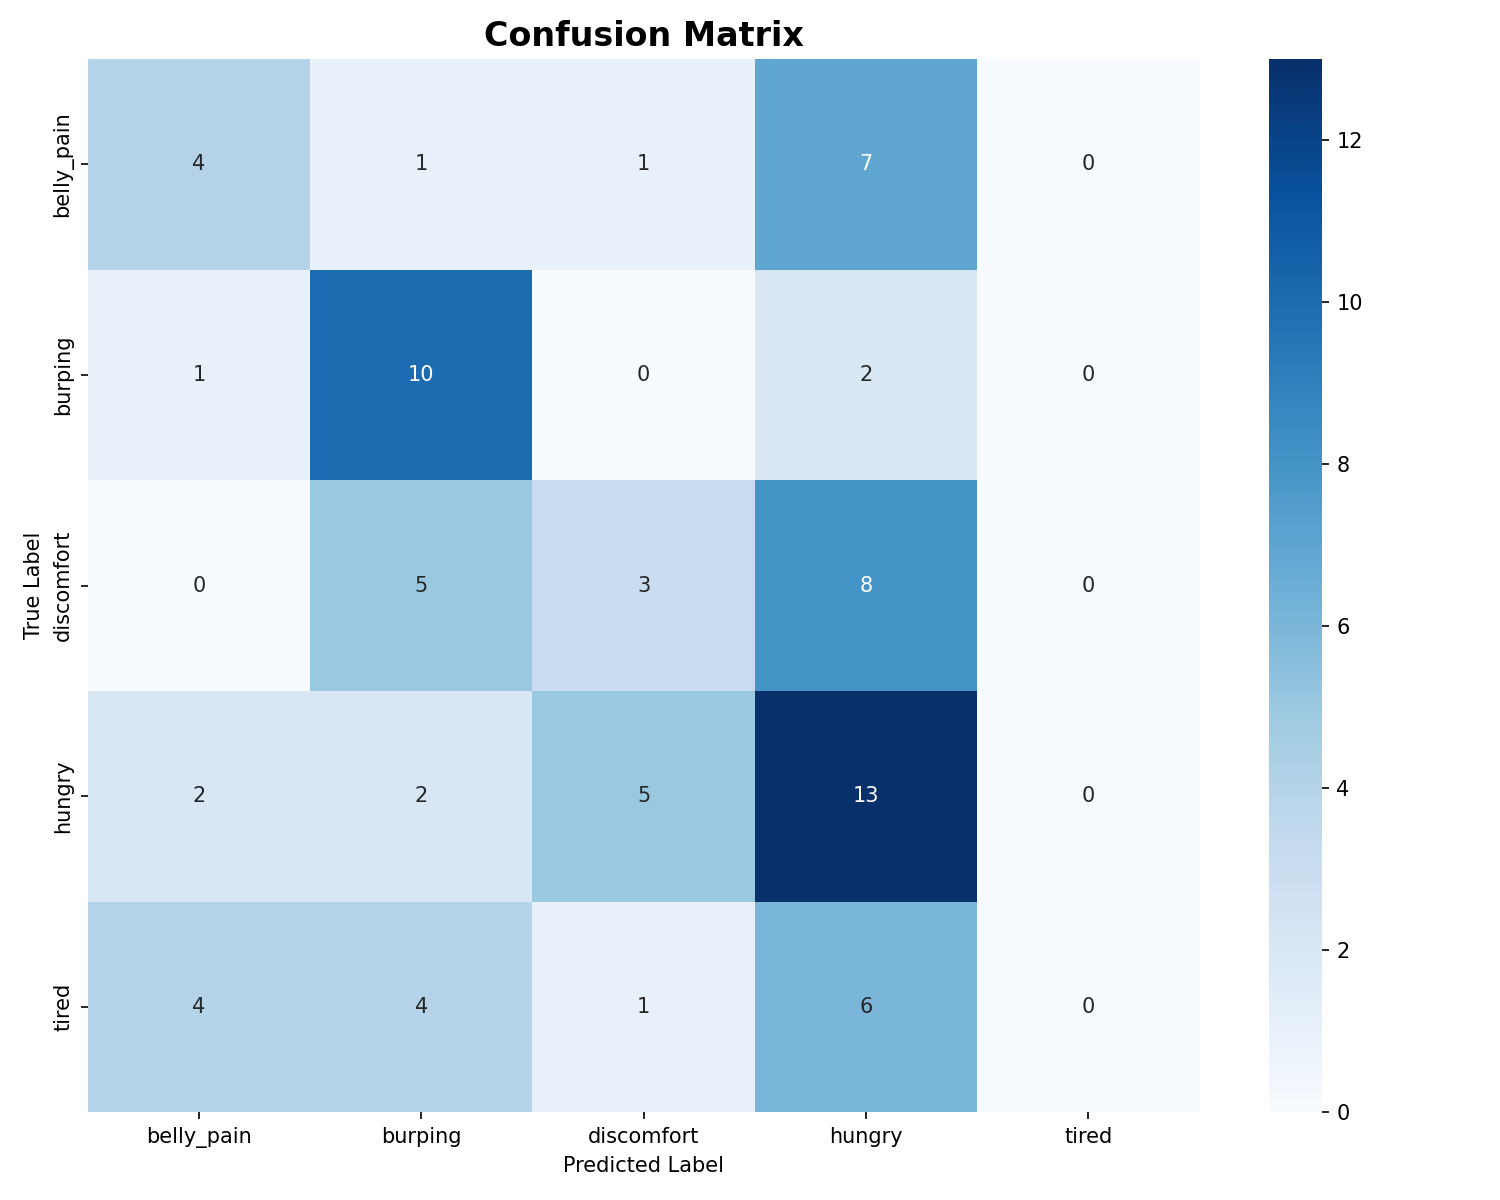 Confusion Matrix
belly_pain 4 1 1 7 0
burping 1 10 0 2 0
True Label
discomfort 0 5 3 8 0
hungry 2 2 5 13 0
tired 4 4 1 6 0
belly_pain burping discomfort hungry tired
Predicted Label
12
10
8
6
4
2
0